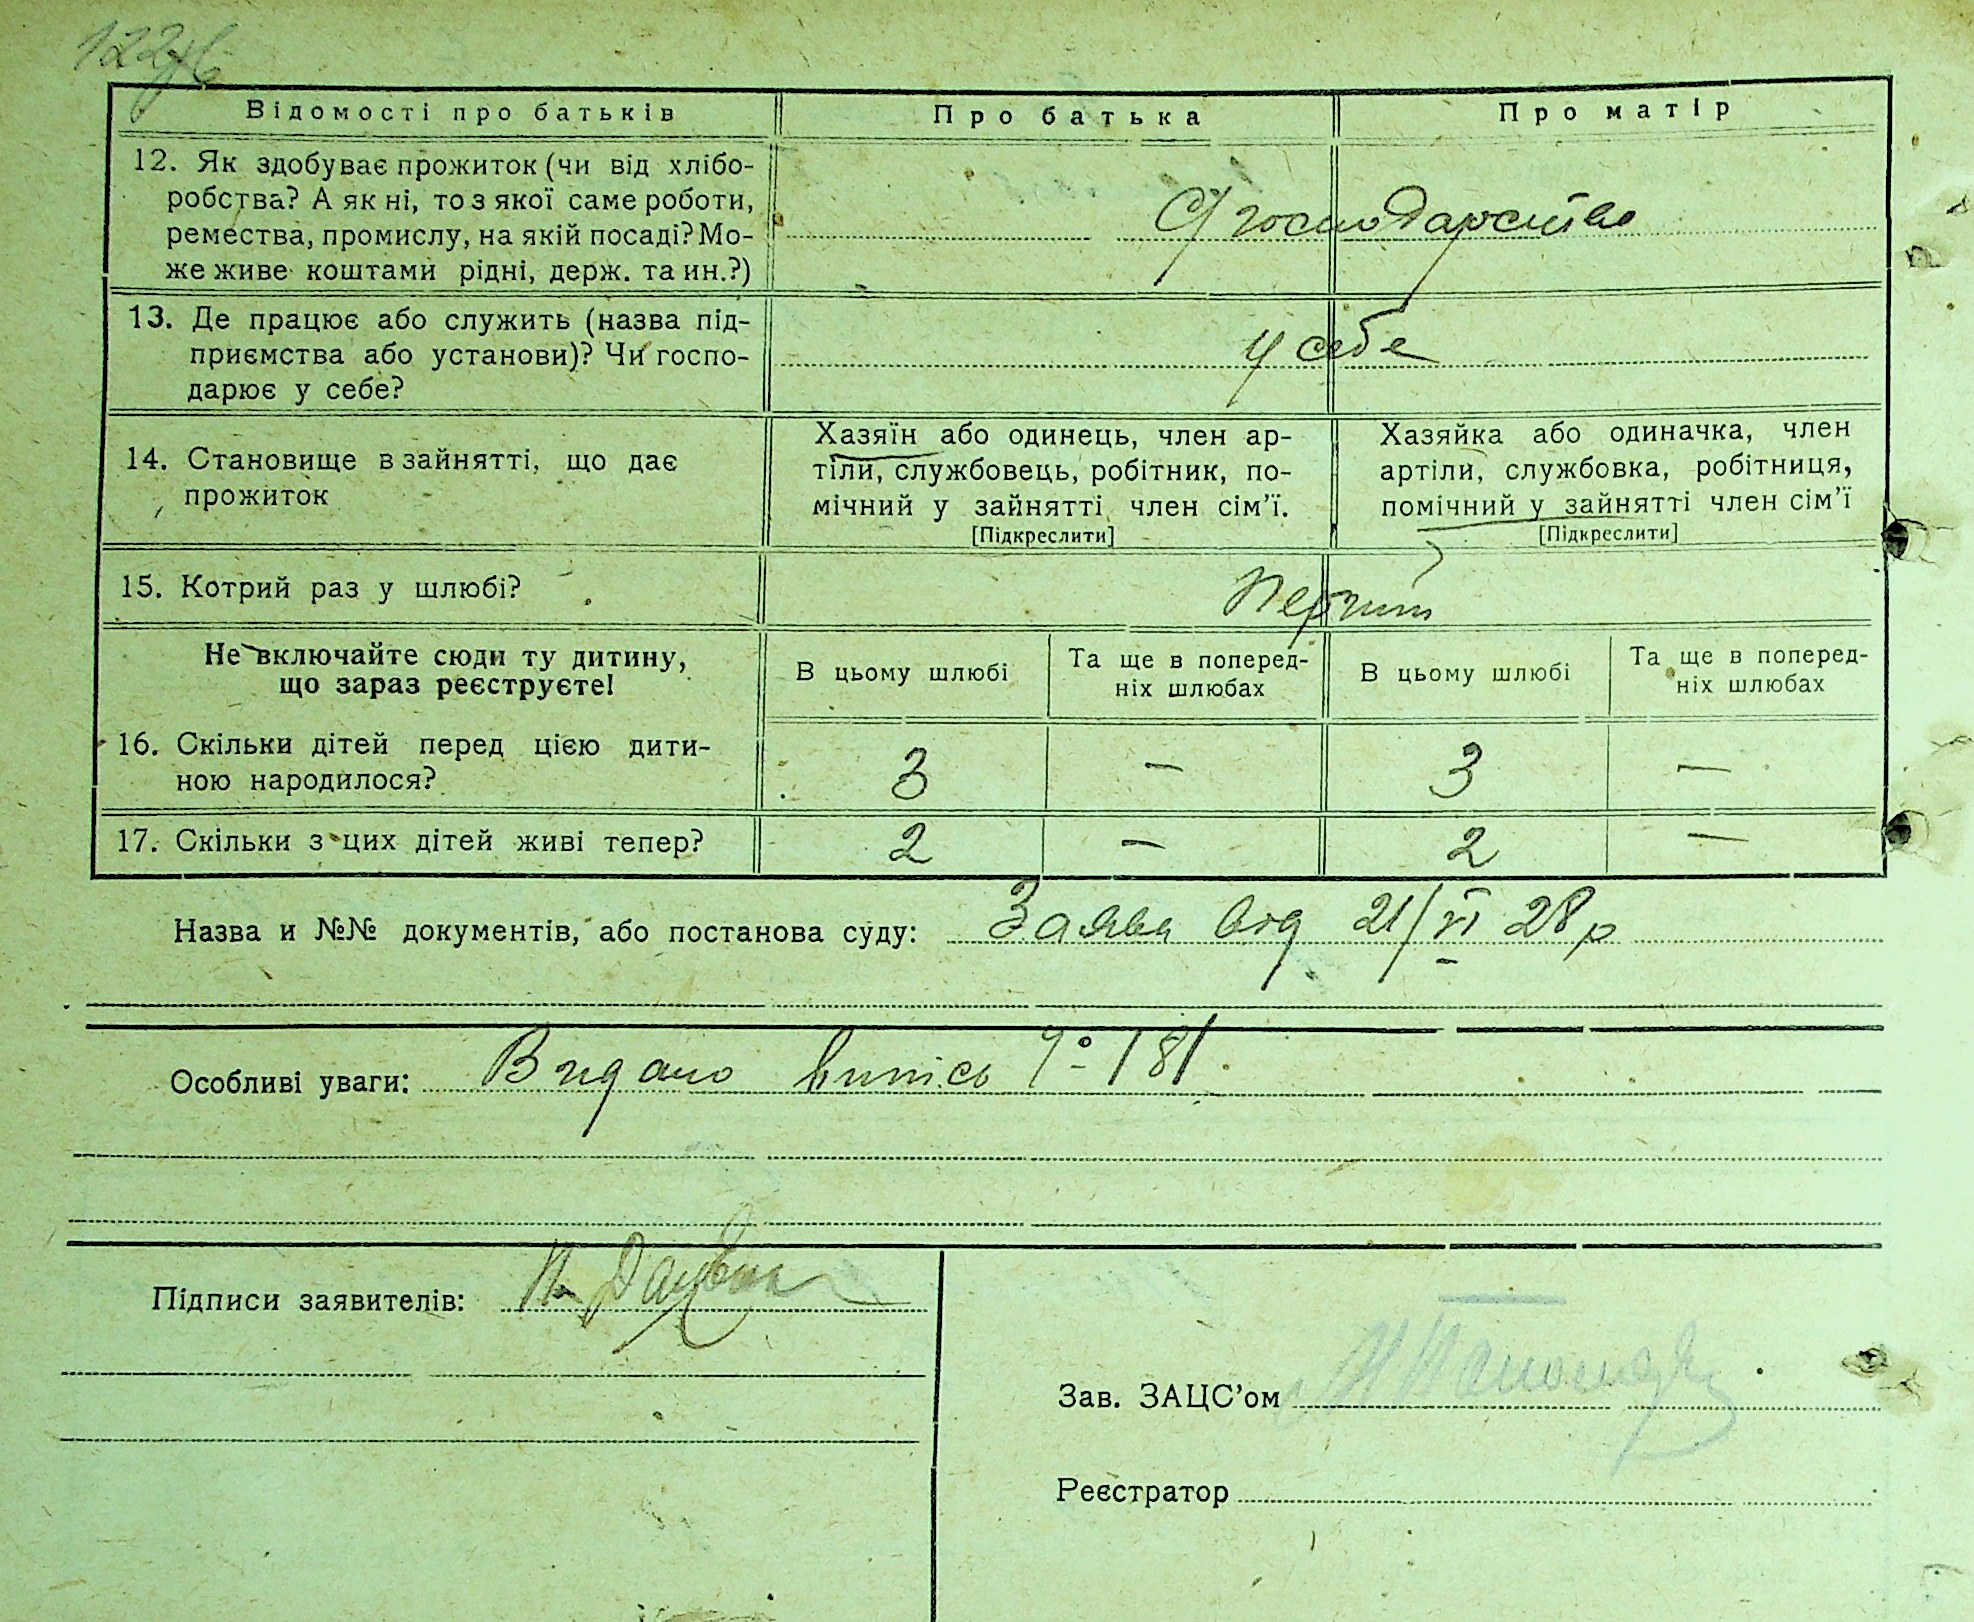 Відомості про батьків
Про батька
Про матір
12. Як здобуває прожиток (чи від хлібо-
робства? А як ні, то з якої саме роботи,
ремества, промислу, на якій посаді? Мо-
же живе коштами рідні, держ. та ин.?)
С/господарство
13. Де працює або служить (назва під-
приємства або установи)? Чи госпо-
дарює у себе?
у себе
14. Становище в зайнятті, що дає
прожиток
Хазяїн або одинець, член ар-
тіли, службовець, робітник, по-
мічний у зайнятті член сім'ї.
[Підкреслити]
Хазяйка або одиначка, член
артіли, службовка, робітниця,
помічний у зайнятті член сім'ї
[Підкреслити]
15. Котрий раз у шлюбі?
Перший
Не включайте сюди ту дитину,
що зараз реєструєте!
В цьому шлюбі
Та ще в поперед-
ніх шлюбах
В цьому шлюбі
Та ще в поперед-
ніх шлюбах
16. Скільки дітей перед цією дити-
ною народилося?
3 — 3 —
17. Скільки з цих дітей живі тепер?
2 — 2 —
Назва и №№ документів, або постанова суду: Заява від 21/VI 28 р
Особливі уваги: Видано випись № 181
Підписи заявителів:
Зав. ЗАЦС'ом
Реєстратор